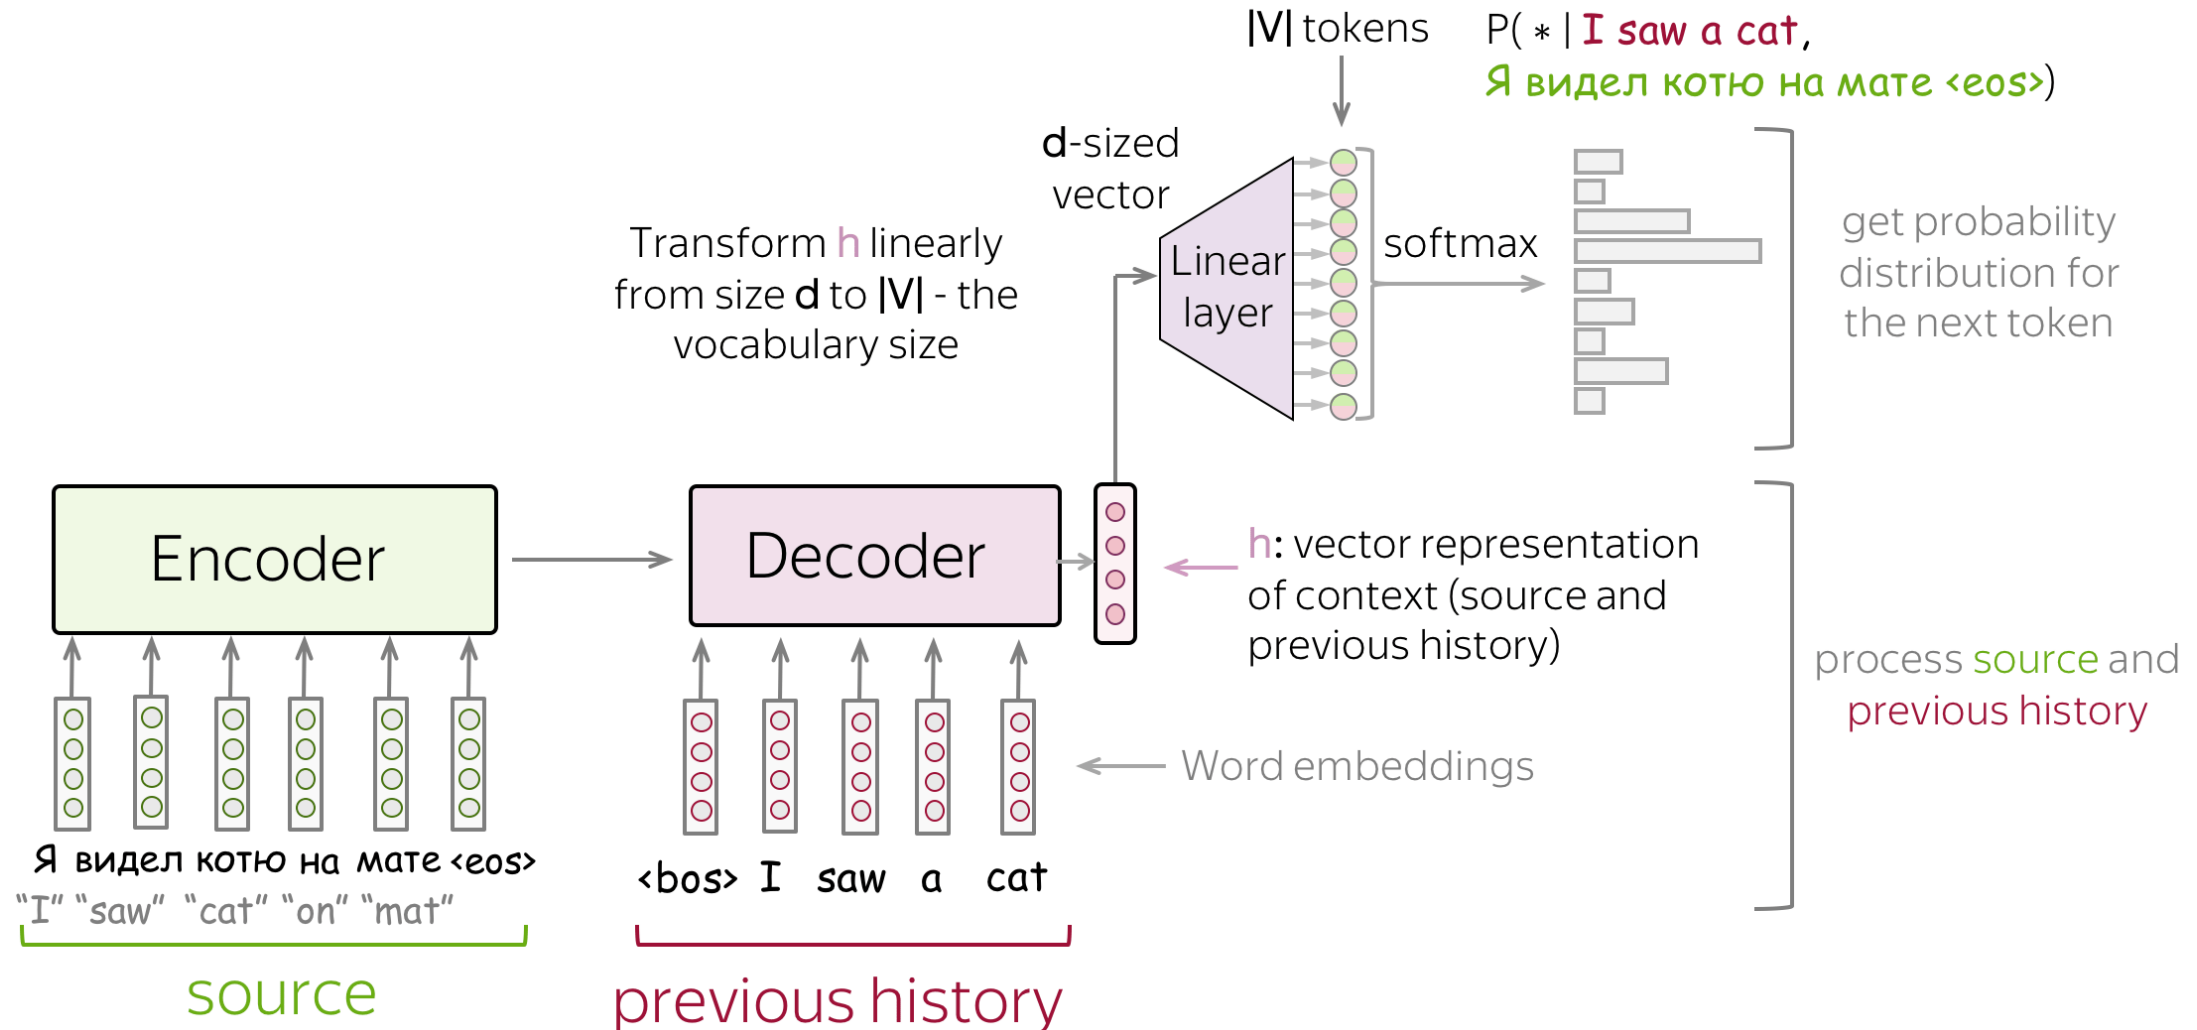 |V| tokens
P( * | I saw a cat,
Я видел котю на мате <eos>)
d-sized
vector
Transform h linearly
from size d to |V| - the
vocabulary size
Linear
layer
softmax
get probability
distribution for
the next token
Encoder
Decoder
h: vector representation
of context (source and
previous history)
process source and
previous history
Word embeddings
Я видел котю на мате <eos>
“I” “saw” “cat” “on” “mat”
<bos> I saw a cat
source
previous history